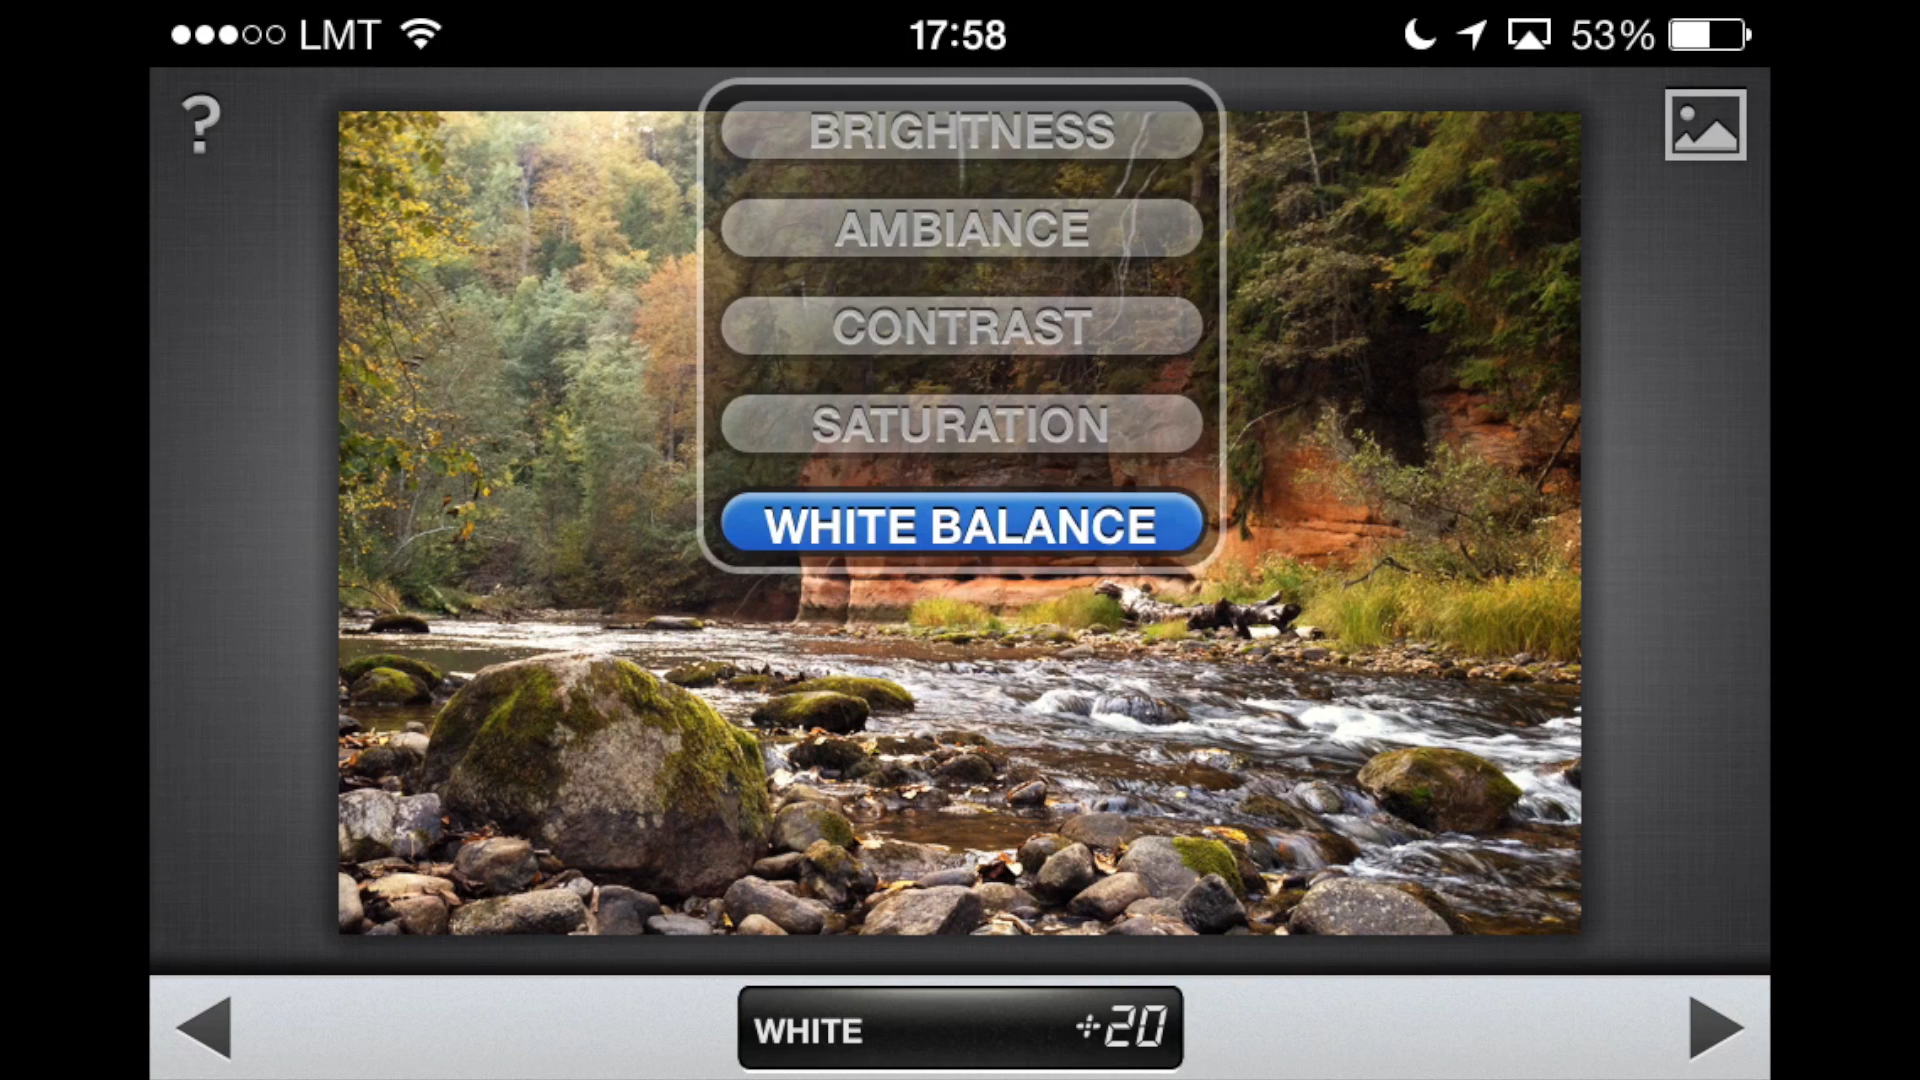 LMT 17:58 53%
?
BRIGHTNESS
AMBIANCE
CONTRAST
SATURATION
WHITE BALANCE
WHITE +20